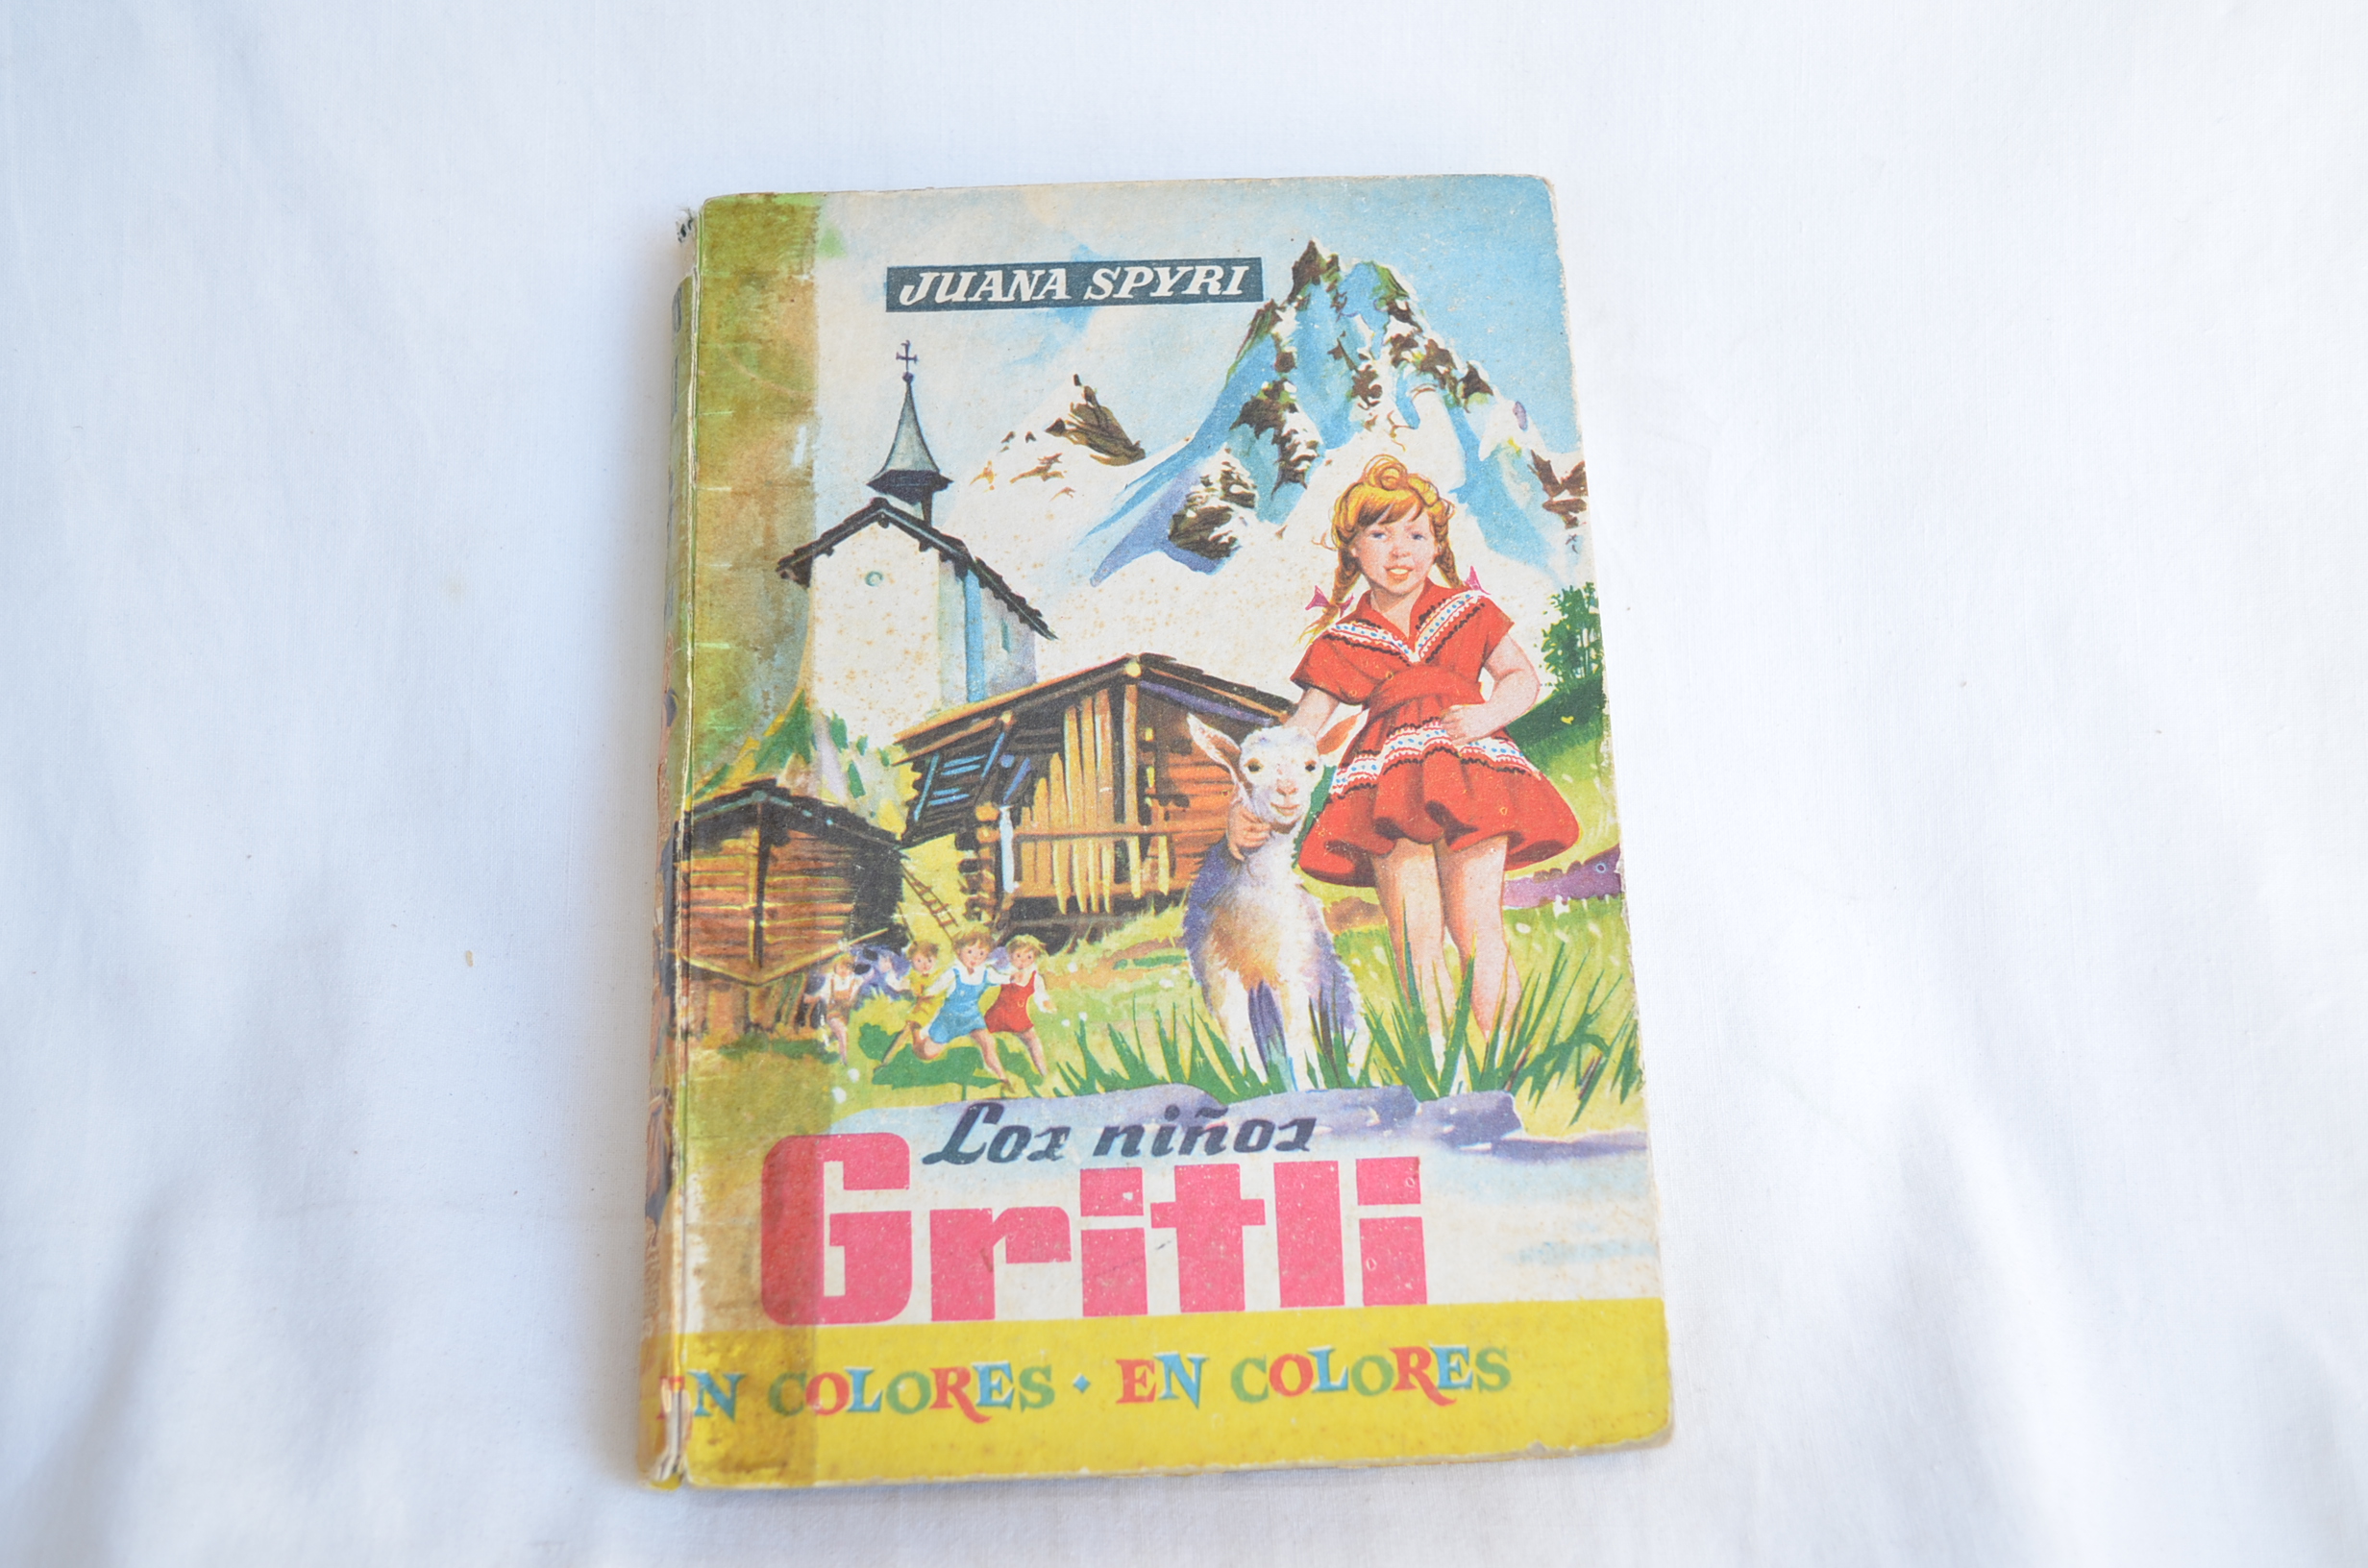 JUANA SPYRI
Los niños
Gritli
EN COLORES • EN COLORES